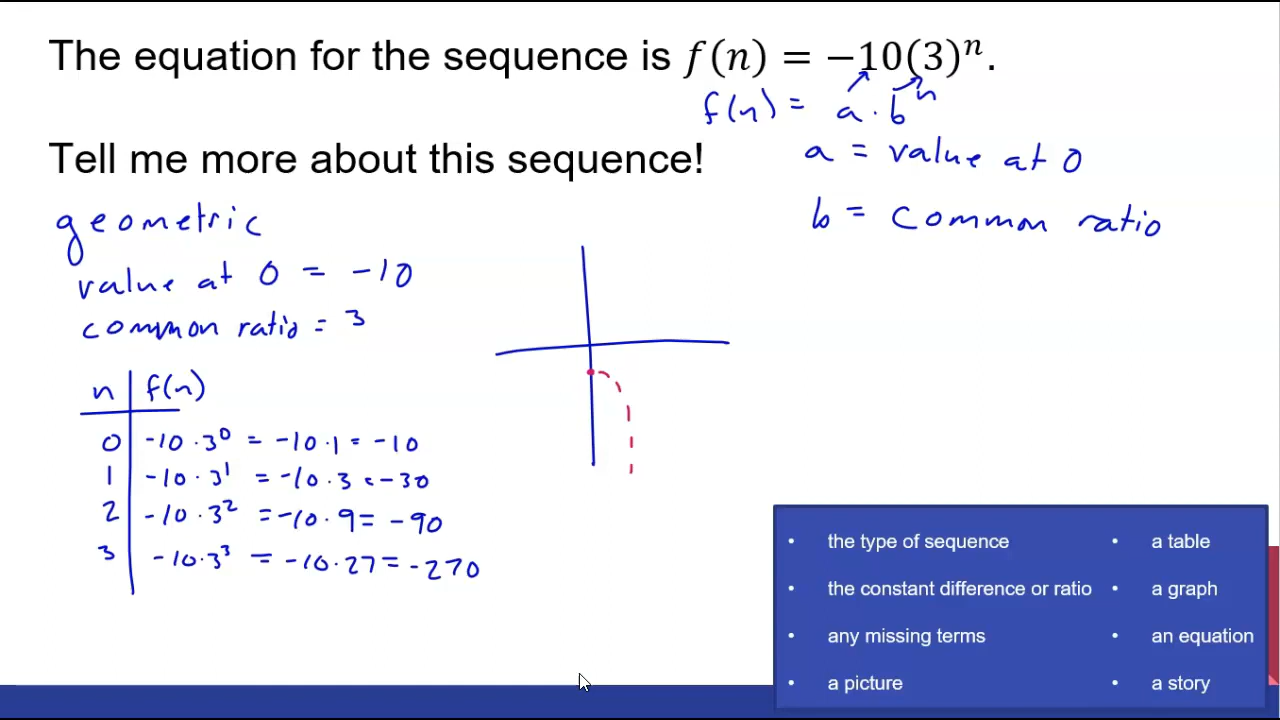 The equation for the sequence is f(n) = −10(3)ⁿ.
f(n) = a · bⁿ
Tell me more about this sequence!
a = value at 0
b = common ratio
geometric
value at 0 = -10
common ratio = 3
n f(n)
0 -10 · 3⁰ = -10 · 1 = -10
1 -10 · 3¹ = -10 · 3 = -30
2 -10 · 3² = -10 · 9 = -90
3 -10 · 3³ = -10 · 27 = -270
• the type of sequence
• the constant difference or ratio
• any missing terms
• a picture
• a table
• a graph
• an equation
• a story